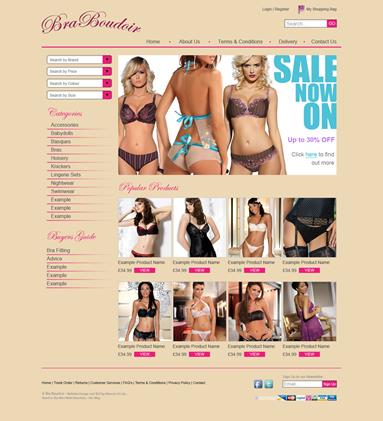 Login / Register
My Shopping Bag
Bra Boudoir
Search
GO
Home • About Us • Terms & Conditions • Delivery • Contact Us
Search by Brand
Search by Price
Search by Colour
Search by Size
SALE
NOW
ON
Up to 30% OFF
Click here to find
out more
Categories
Accessories
Babydolls
Basques
Bras
Hoisery
Knickers
Lingerie Sets
Nightwear
Swimwear
Example
Example
Example
Buyers Guide
Bra Fitting
Advice
Example
Example
Example
Popular Products
Example Product Name Example Product Name Example Product Name Example Product Name
£34.99 VIEW £34.99 VIEW £34.99 VIEW £34.99 VIEW
Example Product Name Example Product Name Example Product Name Example Product Name
£34.99 VIEW £34.99 VIEW £34.99 VIEW £34.99 VIEW
Home | Track Order | Returns | Customer Services | FAQ's | Terms & Conditions | Privacy Policy | Contact
Sign Up to our Newsletter
Email
Sign Up